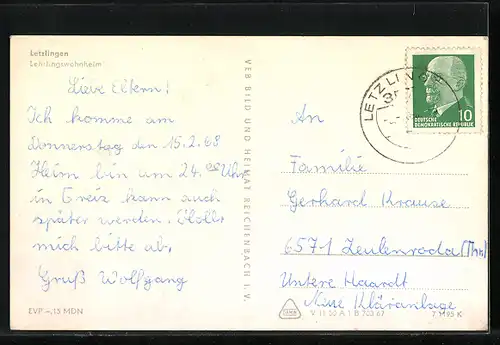 Letzlingen
Lehrlingswohnheim
Liebe Eltern!
Ich komme am
Donnerstag den 15.2.68
Heim bin um 24.00 Uhr
in Greiz kann auch
später werden. Holt
mich bitte ab.
Gruß Wolfgang
EVP –,15 MDN
VEB BILD UND HEIMAT REICHENBACH I. V.
LETZLINGEN
DEUTSCHE
DEMOKRATISCHE REPUBLIK
10
An
Familie
Gerhard Krause
6571 Zeulenroda (Thür)
Untere Haardt
Neue Kläranlage
V 11 50 A 1 B 703/67
7 1495 K